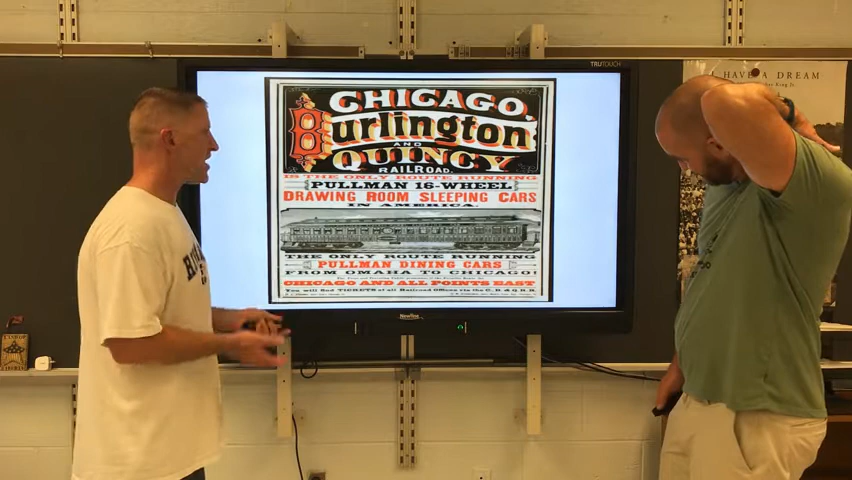 TRUTOUCH
CHICAGO,
Burlington
AND
QUINCY
RAILROAD.
IS THE ONLY ROUTE RUNNING
PULLMAN 16-WHEEL
DRAWING ROOM SLEEPING CARS
IN AMERICA.
THE ONLY ROUTE RUNNING
PULLMAN DINING CARS
FROM OMAHA TO CHICAGO!
CHICAGO AND ALL POINTS EAST
You will find TICKETS at all Railroad Offices via the C. B. & Q. R. R.
Newline
I HAVE A DREAM